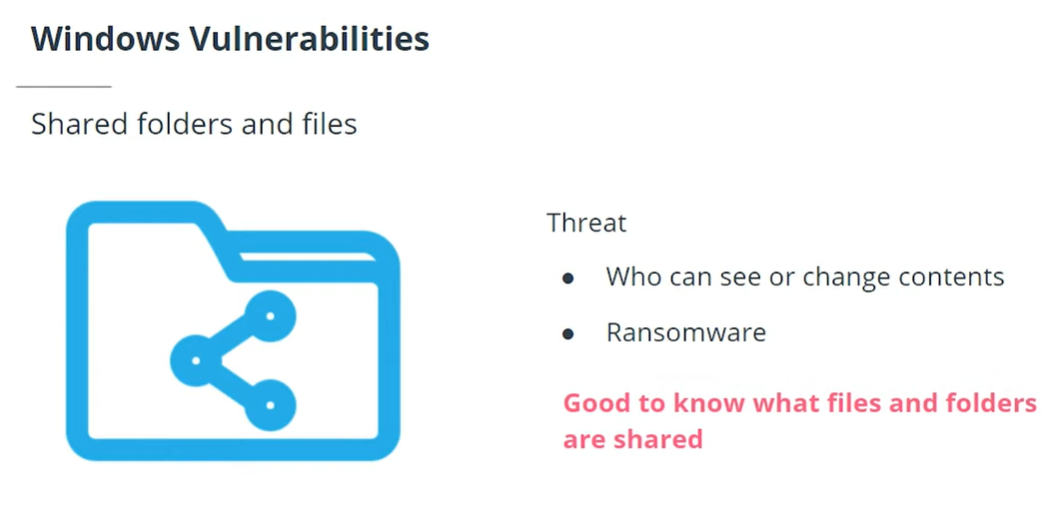 Windows Vulnerabilities
Shared folders and files
Threat
● Who can see or change contents
● Ransomware
Good to know what files and folders
are shared